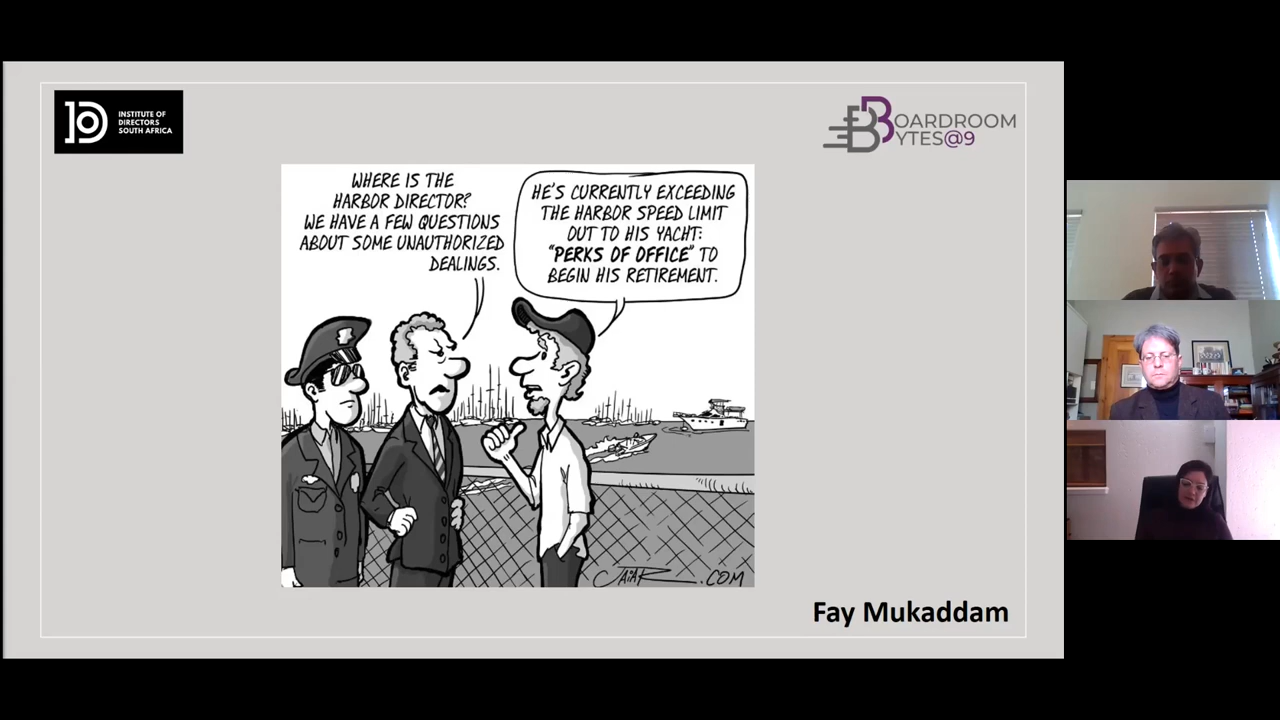 INSTITUTE OF
DIRECTORS
SOUTH AFRICA
BOARDROOM
BYTES@9
WHERE IS THE
HARBOR DIRECTOR?
WE HAVE A FEW QUESTIONS
ABOUT SOME UNAUTHORIZED
DEALINGS.
HE'S CURRENTLY EXCEEDING
THE HARBOR SPEED LIMIT
OUT TO HIS YACHT:
"PERKS OF OFFICE" TO
BEGIN HIS RETIREMENT.
JAIAR.COM
Fay Mukaddam